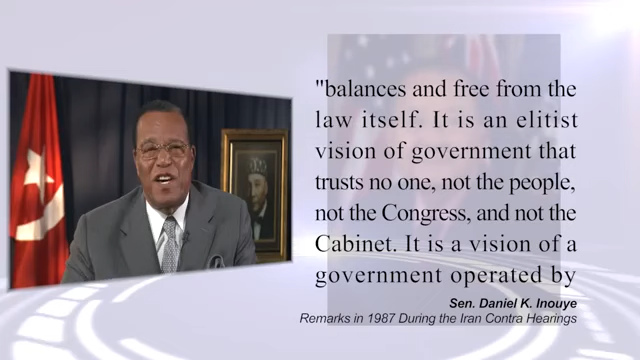 "balances and free from the
law itself. It is an elitist
vision of government that
trusts no one, not the people,
not the Congress, and not the
Cabinet. It is a vision of a
government operated by
Sen. Daniel K. Inouye
Remarks in 1987 During the Iran Contra Hearings